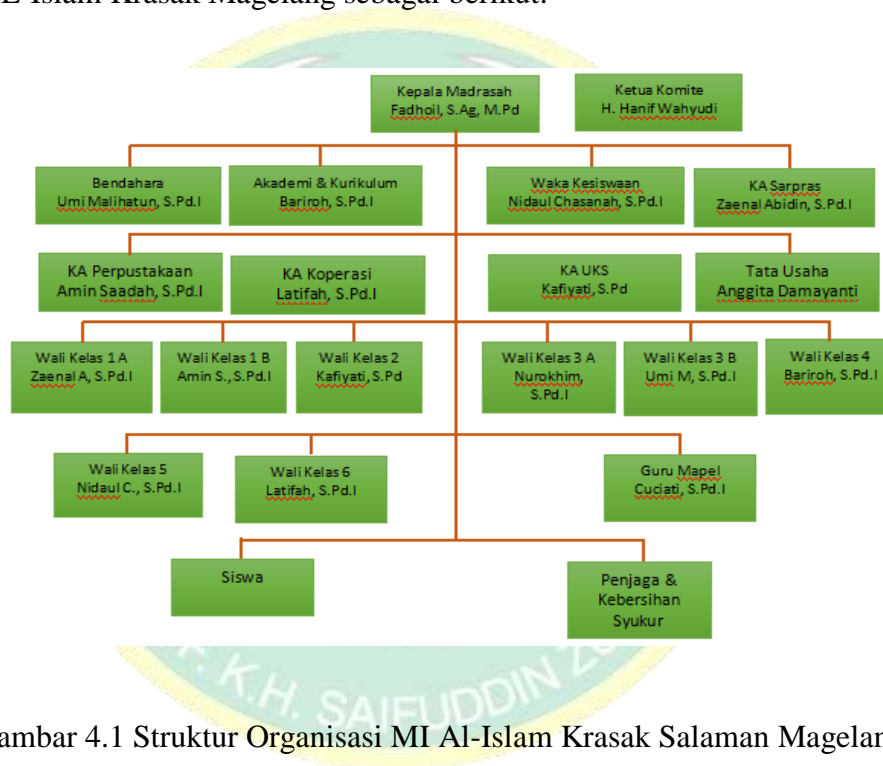 E-Islam Krasak Magelang sebagai berikut:
Kepala Madrasah
Fadhoil, S.Ag, M.Pd
Ketua Komite
H. Hanif Wahyudi
Bendahara
Umi Malihatun, S.Pd.I
Akademi & Kurikulum
Bariroh, S.Pd.I
Waka Kesiswaan
Nidaul Chasanah, S.Pd.I
KA Sarpras
Zaenal Abidin, S.Pd.I
KA Perpustakaan
Amin Saadah, S.Pd.I
KA Koperasi
Latifah, S.Pd.I
KA UKS
Kafiyati, S.Pd
Tata Usaha
Anggita Damayanti
Wali Kelas 1 A
Zaenal A, S.Pd.I
Wali Kelas 1 B
Amin S., S.Pd.I
Wali Kelas 2
Kafiyati, S.Pd
Wali Kelas 3 A
Nurokhim,
S.Pd.I
Wali Kelas 3 B
Umi M, S.Pd.I
Wali Kelas 4
Bariroh, S.Pd.I
Wali Kelas 5
Nidaul C., S.Pd.I
Wali Kelas 6
Latifah, S.Pd.I
Guru Mapel
Cuciati, S.Pd.I
Siswa
Penjaga &
Kebersihan
Syukur
F. K.H. SAIFUDDIN ZU
ambar 4.1 Struktur Organisasi MI Al-Islam Krasak Salaman Magelan